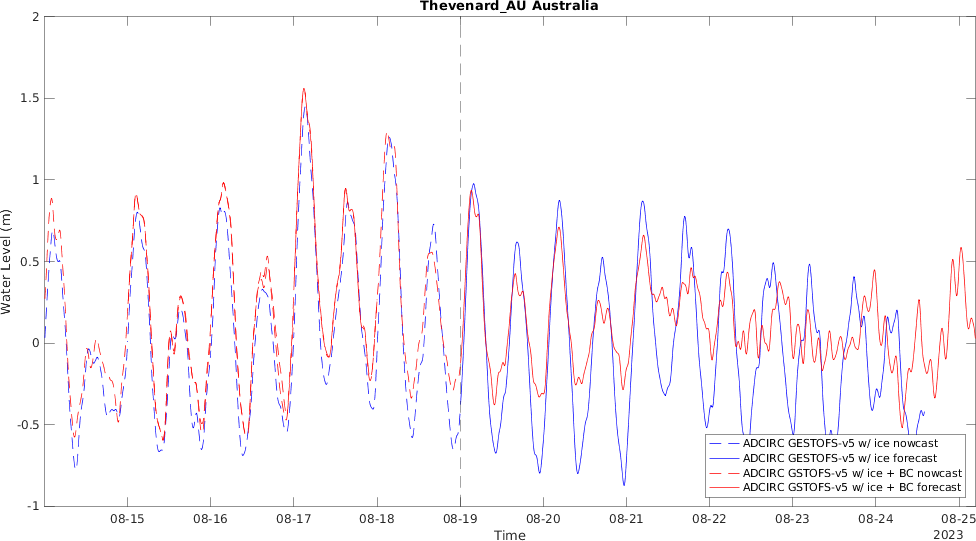 Thevenard_AU Australia
2
1.5
1
0.5
0
-0.5
-1
Water Level (m)
ADCIRC GESTOFS-v5 w/ ice nowcast
ADCIRC GESTOFS-v5 w/ ice forecast
ADCIRC GSTOFS-v5 w/ice + BC nowcast
ADCIRC GSTOFS-v5 w/ice + BC forecast
08-15 08-16 08-17 08-18 08-19 08-20 08-21 08-22 08-23 08-24 08-25
Time
2023